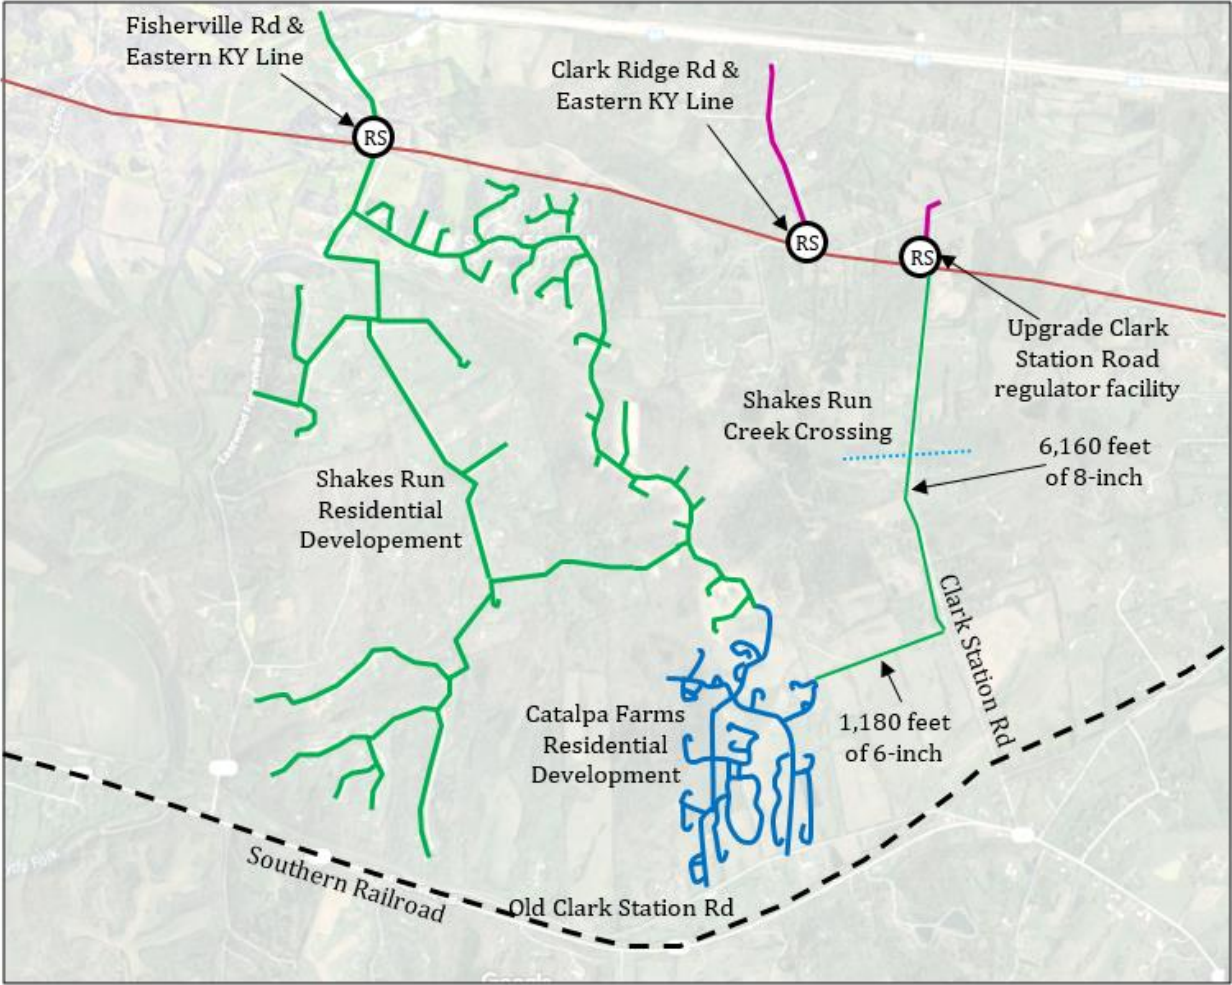 Fisherville Rd &
Eastern KY Line
RS
Clark Ridge Rd &
Eastern KY Line
RS
RS
Upgrade Clark
Station Road
regulator facility
Shakes Run
Creek Crossing
6,160 feet
of 8-inch
Shakes Run
Residential
Developement
Clark Station Rd
Catalpa Farms
Residential
Development
1,180 feet
of 6-inch
Southern Railroad
Old Clark Station Rd